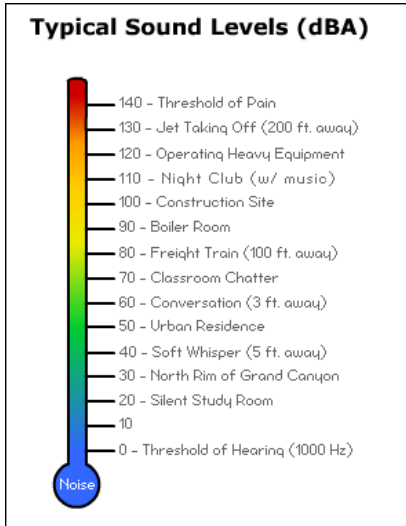 Typical Sound Levels (dBA)
140 - Threshold of Pain
130 - Jet Taking Off (200 ft. away)
120 - Operating Heavy Equipment
110 - Night Club (w/ music)
100 - Construction Site
90 - Boiler Room
80 - Freight Train (100 ft. away)
70 - Classroom Chatter
60 - Conversation (3 ft. away)
50 - Urban Residence
40 - Soft Whisper (5 ft. away)
30 - North Rim of Grand Canyon
20 - Silent Study Room
10
0 - Threshold of Hearing (1000 Hz)
Noise